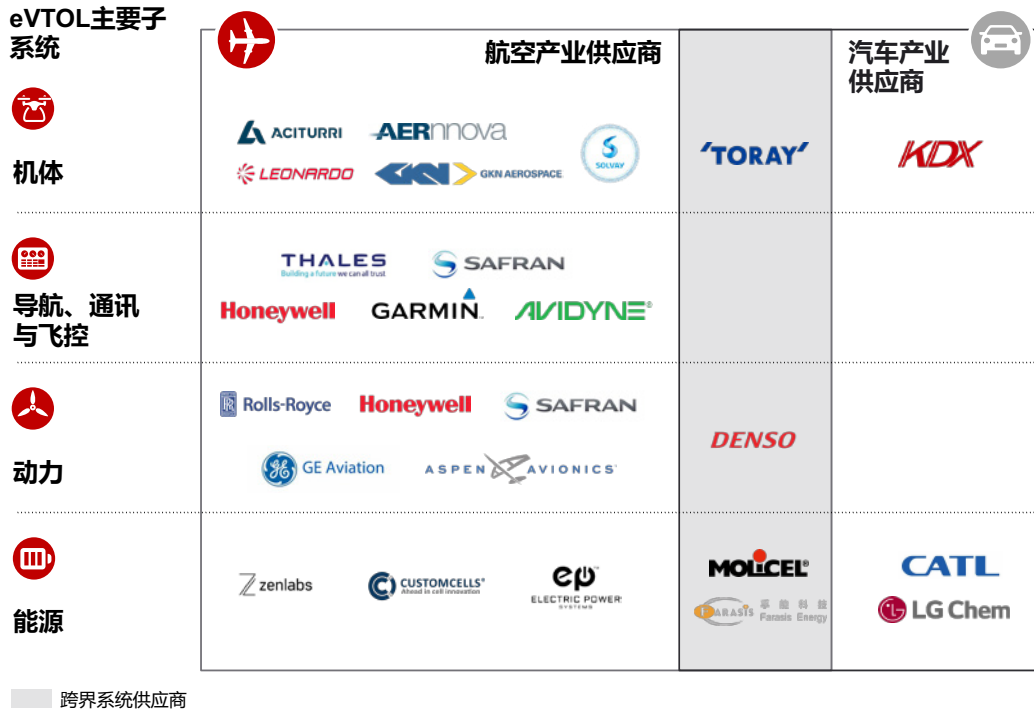 eVTOL主要子
系统
航空产业供应商
汽车产业
供应商
机体
ACITURRI
AERnnova
LEONARDO
GKN
GKN AEROSPACE
S
SOLVAY
'TORAY'
KDX
导航、通讯
与飞控
THALES
Building a future we can all trust
SAFRAN
Honeywell
GARMIN
AVIDYNE®
动力
RR
Rolls-Royce
Honeywell
SAFRAN
GE Aviation
ASPEN AVIONICS
DENSO
能源
Z zenlabs
CUSTOMCELLS®
Ahead in cell innovation
ep
ELECTRIC POWER
SYSTEMS
MOLICEL®
PARASIS
孚能科技
Farasis Energy
CATL
LG Chem
跨界系统供应商